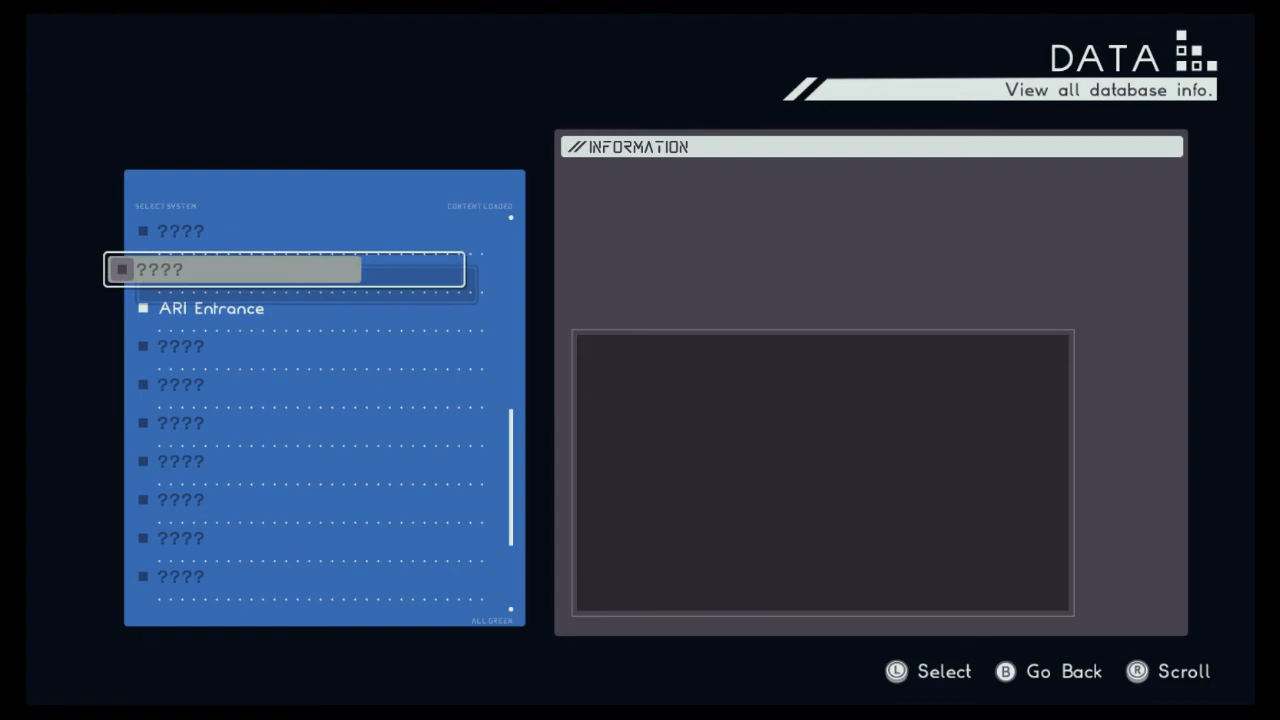 DATA
View all database info.
//INFORMATION
SELECT SYSTEM
CONTENT LOADED
????
????
ARI Entrance
????
????
????
????
????
????
????
ALL GREEN
L Select
B Go Back
R Scroll